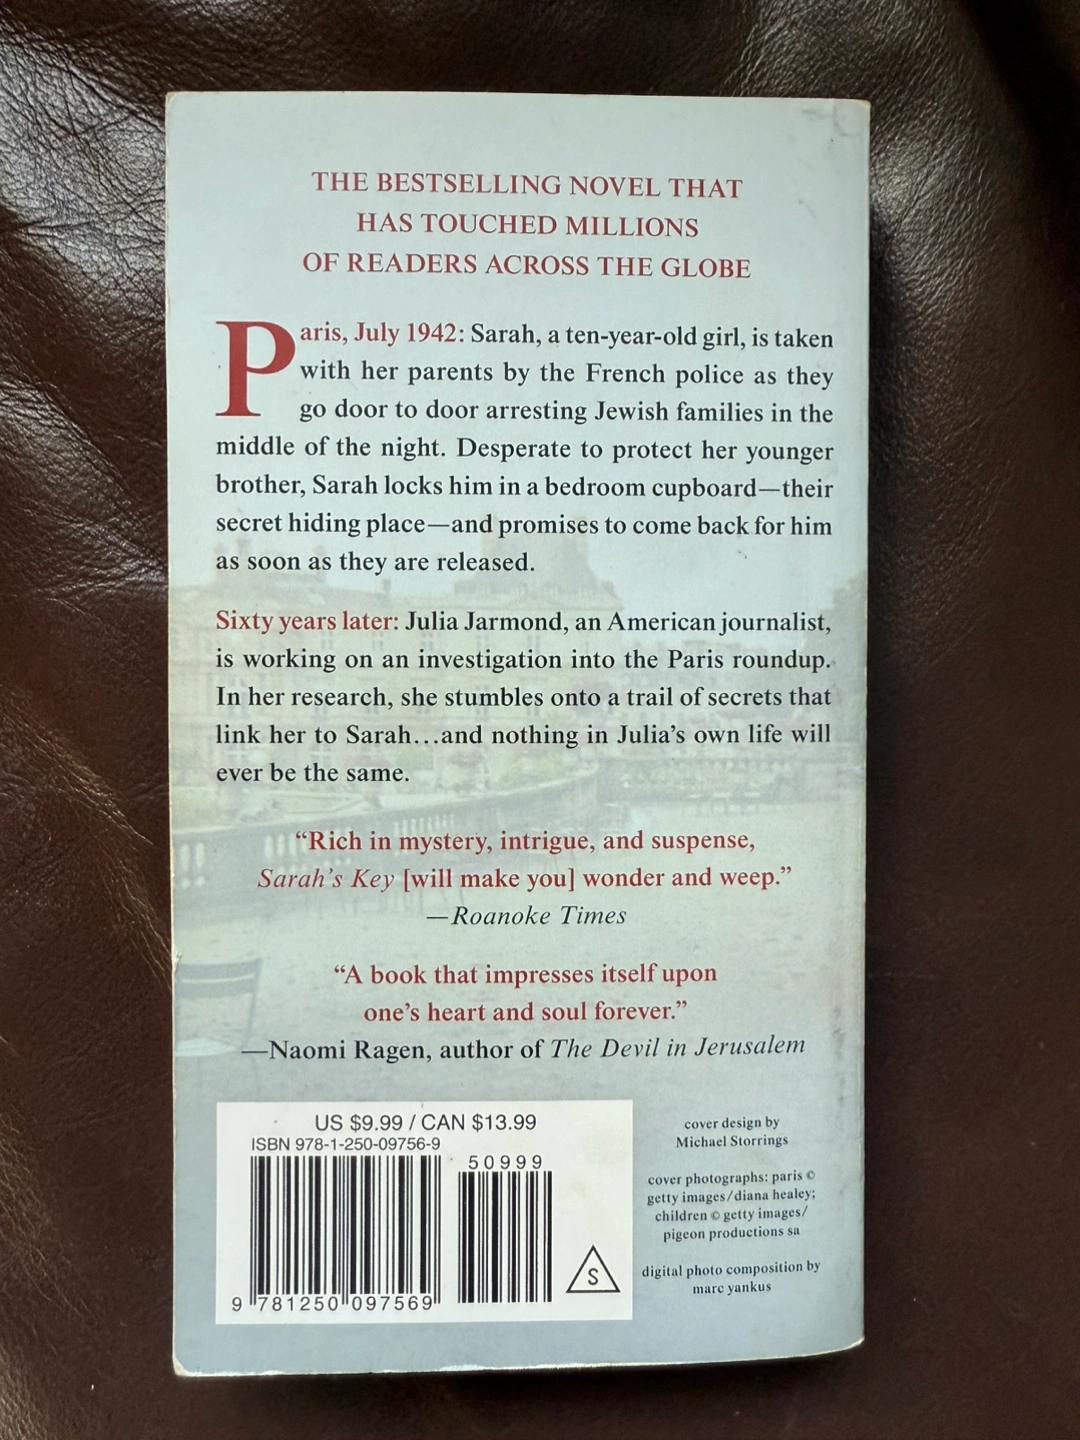 THE BESTSELLING NOVEL THAT
HAS TOUCHED MILLIONS
OF READERS ACROSS THE GLOBE
Paris, July 1942: Sarah, a ten-year-old girl, is taken
with her parents by the French police as they
go door to door arresting Jewish families in the
middle of the night. Desperate to protect her younger
brother, Sarah locks him in a bedroom cupboard—their
secret hiding place—and promises to come back for him
as soon as they are released.
Sixty years later: Julia Jarmond, an American journalist,
is working on an investigation into the Paris roundup.
In her research, she stumbles onto a trail of secrets that
link her to Sarah...and nothing in Julia's own life will
ever be the same.
“Rich in mystery, intrigue, and suspense,
Sarah's Key [will make you] wonder and weep.”
—Roanoke Times
“A book that impresses itself upon
one's heart and soul forever.”
—Naomi Ragen, author of The Devil in Jerusalem
US $9.99 / CAN $13.99
ISBN 978-1-250-09756-9
50999
9 781250 097569
S
cover design by
Michael Storrings
cover photographs: paris ©
getty images/diana healey;
children © getty images/
pigeon productions sa
digital photo composition by
marc yankus